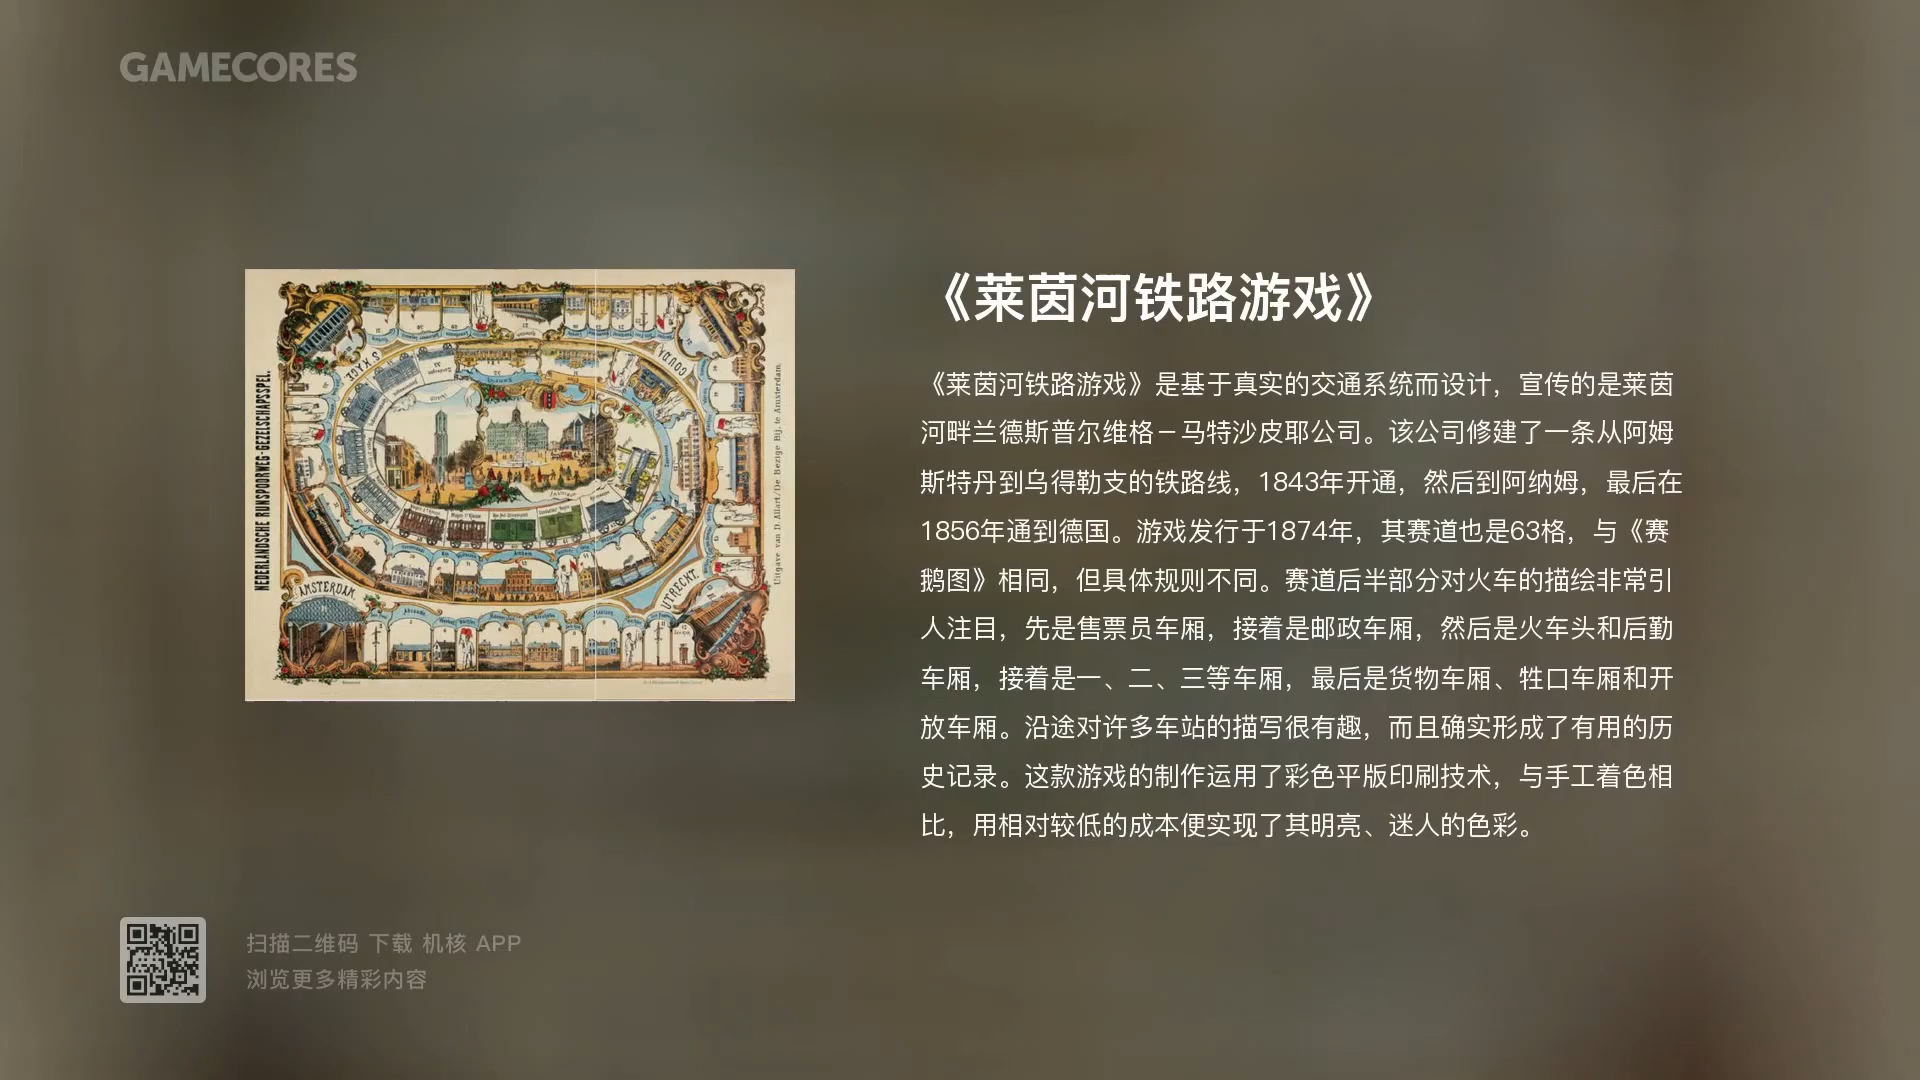 GAMECORES
《莱茵河铁路游戏》
《莱茵河铁路游戏》是基于真实的交通系统而设计，宣传的是莱茵
河畔兰德斯普尔维格－马特沙皮耶公司。该公司修建了一条从阿姆
斯特丹到乌得勒支的铁路线，1843年开通，然后到阿纳姆，最后在
1856年通到德国。游戏发行于1874年，其赛道也是63格，与《赛
鹅图》相同，但具体规则不同。赛道后半部分对火车的描绘非常引
人注目，先是售票员车厢，接着是邮政车厢，然后是火车头和后勤
车厢，接着是一、二、三等车厢，最后是货物车厢、牲口车厢和开
放车厢。沿途对许多车站的描写很有趣，而且确实形成了有用的历
史记录。这款游戏的制作运用了彩色平版印刷技术，与手工着色相
比，用相对较低的成本便实现了其明亮、迷人的色彩。
NEDERLANDSCHE RIJNSPOORWEG-GEZELSCHAPSSPEL.
Uitgave van D. Allart/De Bezige Bij, te Amsterdam.
'S HAGE
GOUDA
AMSTERDAM
UTRECHT.
Utrecht
Arnhem
扫描二维码 下载 机核 APP
浏览更多精彩内容